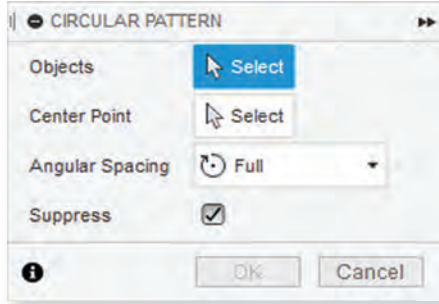 CIRCULAR PATTERN
Objects Select
Center Point Select
Angular Spacing Full
Suppress
OK Cancel